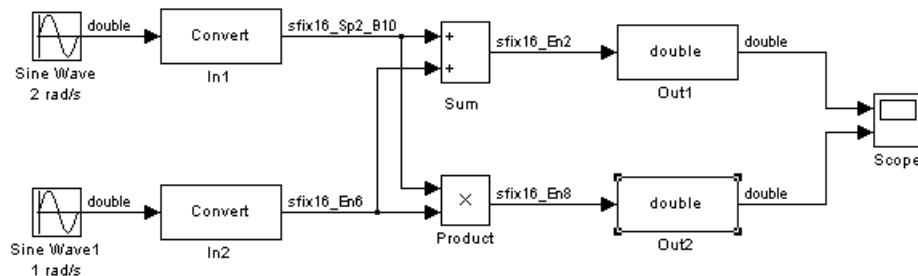 double
Convert
sfix16_Sp2_B10
+
+
sfix16_En2
double
double
Sine Wave
2 rad/s
In1
Sum
Out1
Scope
double
Convert
sfix16_En6
×
sfix16_En8
double
double
Sine Wave1
1 rad/s
In2
Product
Out2